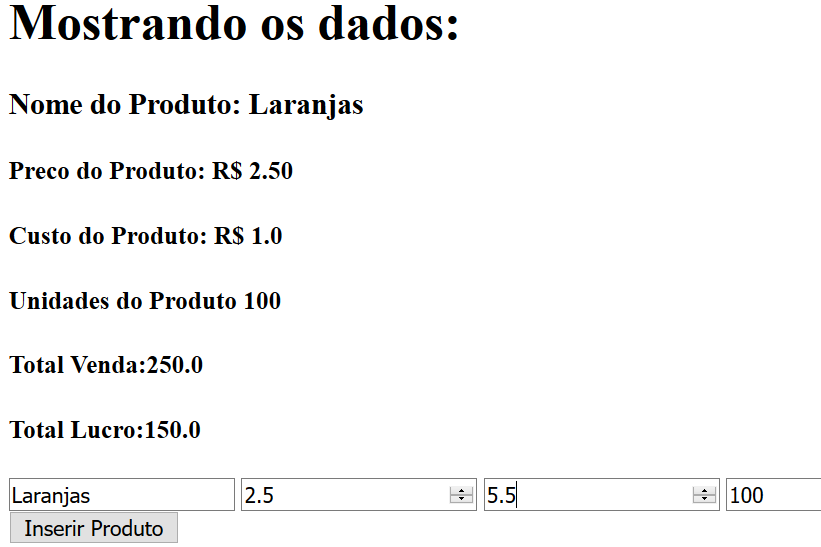 Mostrando os dados:
Nome do Produto: Laranjas
Preco do Produto: R$ 2.50
Custo do Produto: R$ 1.0
Unidades do Produto 100
Total Venda:250.0
Total Lucro:150.0
Laranjas 2.5 5.5 100
Inserir Produto